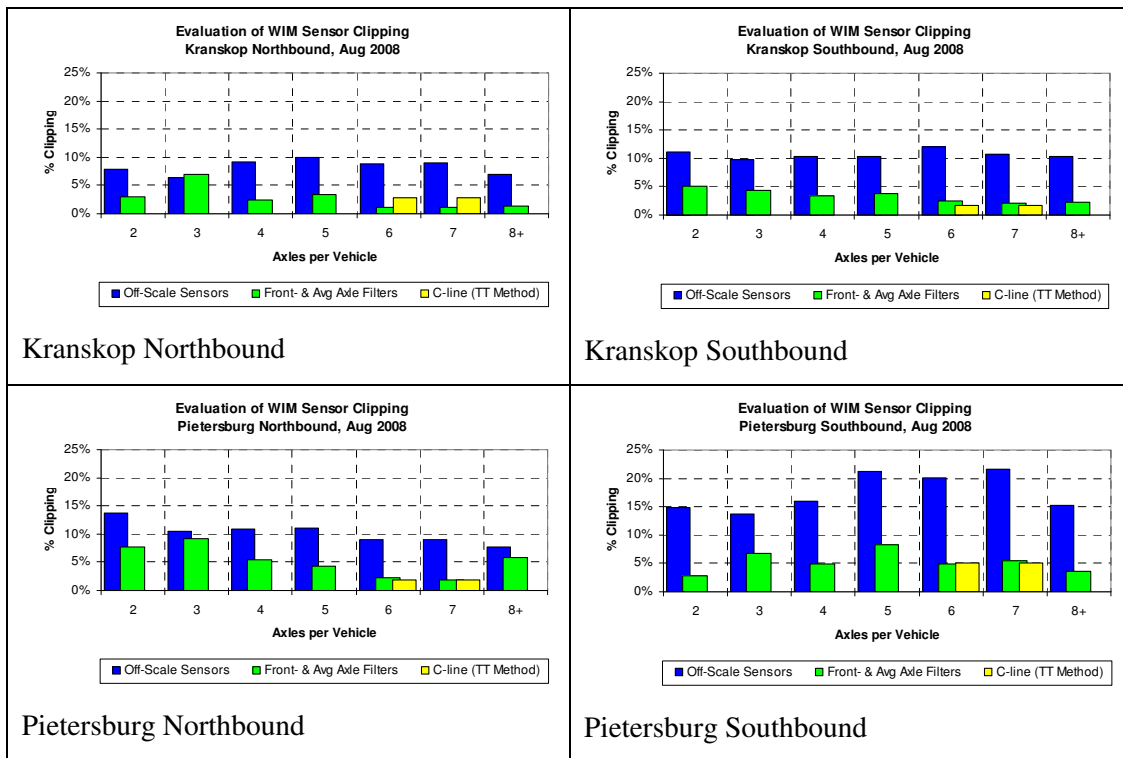 Evaluation of WIM Sensor Clipping
Kranskop Northbound, Aug 2008
25%
20%
15%
10%
5%
0%
% Clipping
2 3 4 5 6 7 8+
Axles per Vehicle
Off-Scale Sensors Front- & Avg Axle Filters C-line (TT Method)
Kranskop Northbound
Evaluation of WIM Sensor Clipping
Kranskop Southbound, Aug 2008
25%
20%
15%
10%
5%
0%
% Clipping
2 3 4 5 6 7 8+
Axles per Vehicle
Off-Scale Sensors Front- & Avg Axle Filters C-line (TT Method)
Kranskop Southbound
Evaluation of WIM Sensor Clipping
Pietersburg Northbound, Aug 2008
25%
20%
15%
10%
5%
0%
% Clipping
2 3 4 5 6 7 8+
Axles per Vehicle
Off-Scale Sensors Front- & Avg Axle Filters C-line (TT Method)
Pietersburg Northbound
Evaluation of WIM Sensor Clipping
Pietersburg Southbound, Aug 2008
25%
20%
15%
10%
5%
0%
% Clipping
2 3 4 5 6 7 8+
Axles per Vehicle
Off-Scale Sensors Front- & Avg Axle Filters C-line (TT Method)
Pietersburg Southbound